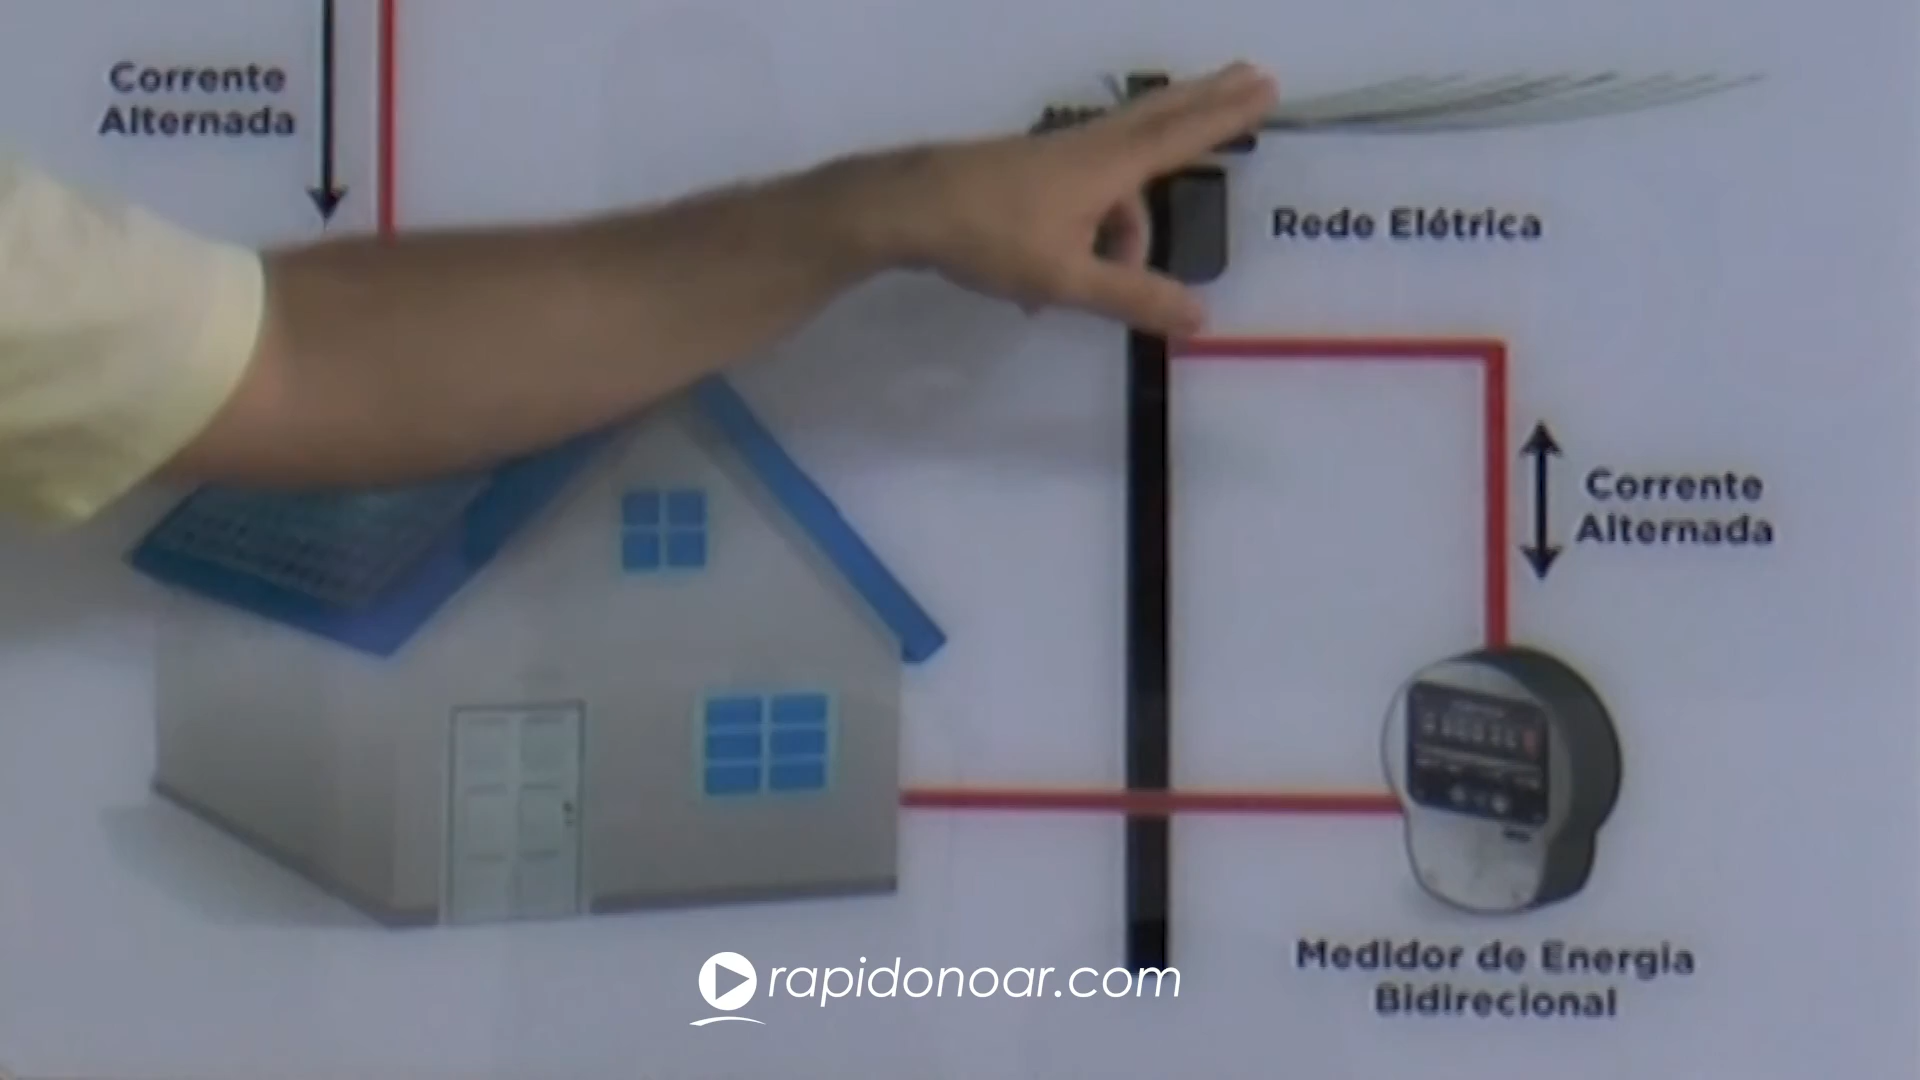 Corrente
Alternada
Rede Elétrica
Corrente
Alternada
Medidor de Energia
Bidirecional
rapidonoar.com